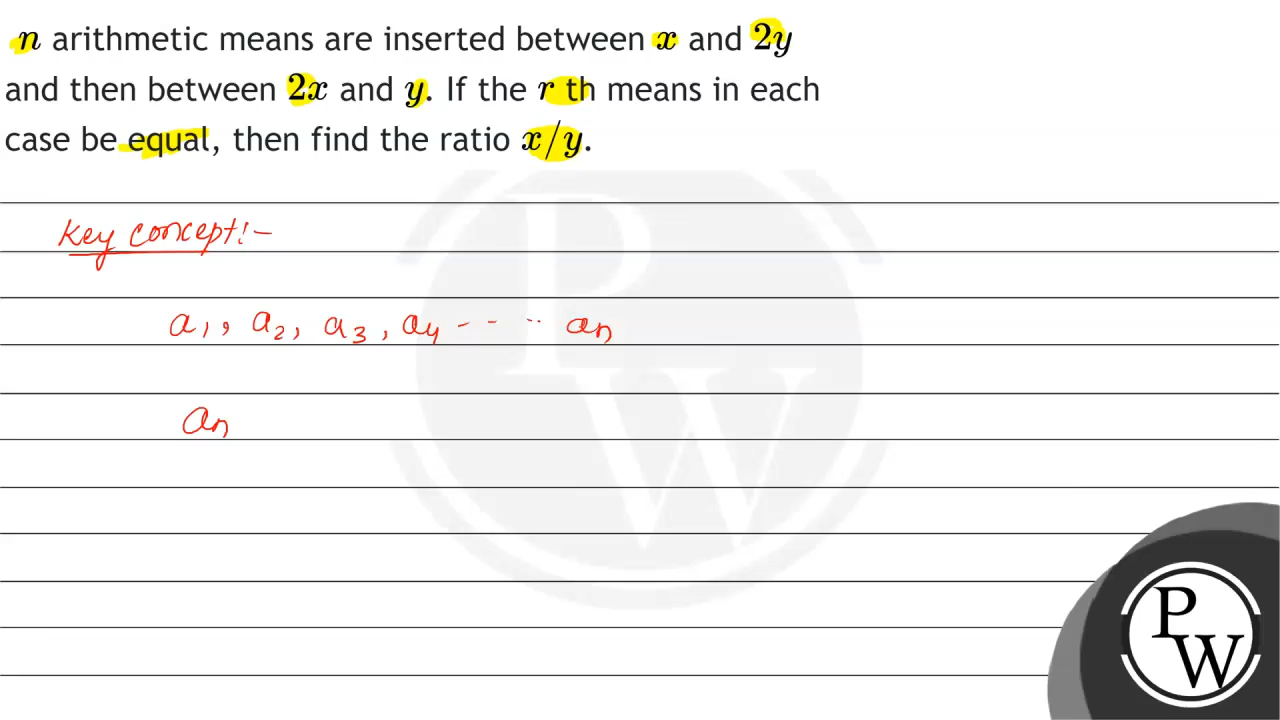 n arithmetic means are inserted between x and 2y
and then between 2x and y. If the r th means in each
case be equal, then find the ratio x/y.
Key concept:-
a₁, a₂, a₃, a₄ - - - .. aₙ
aₙ
P
W
P
W